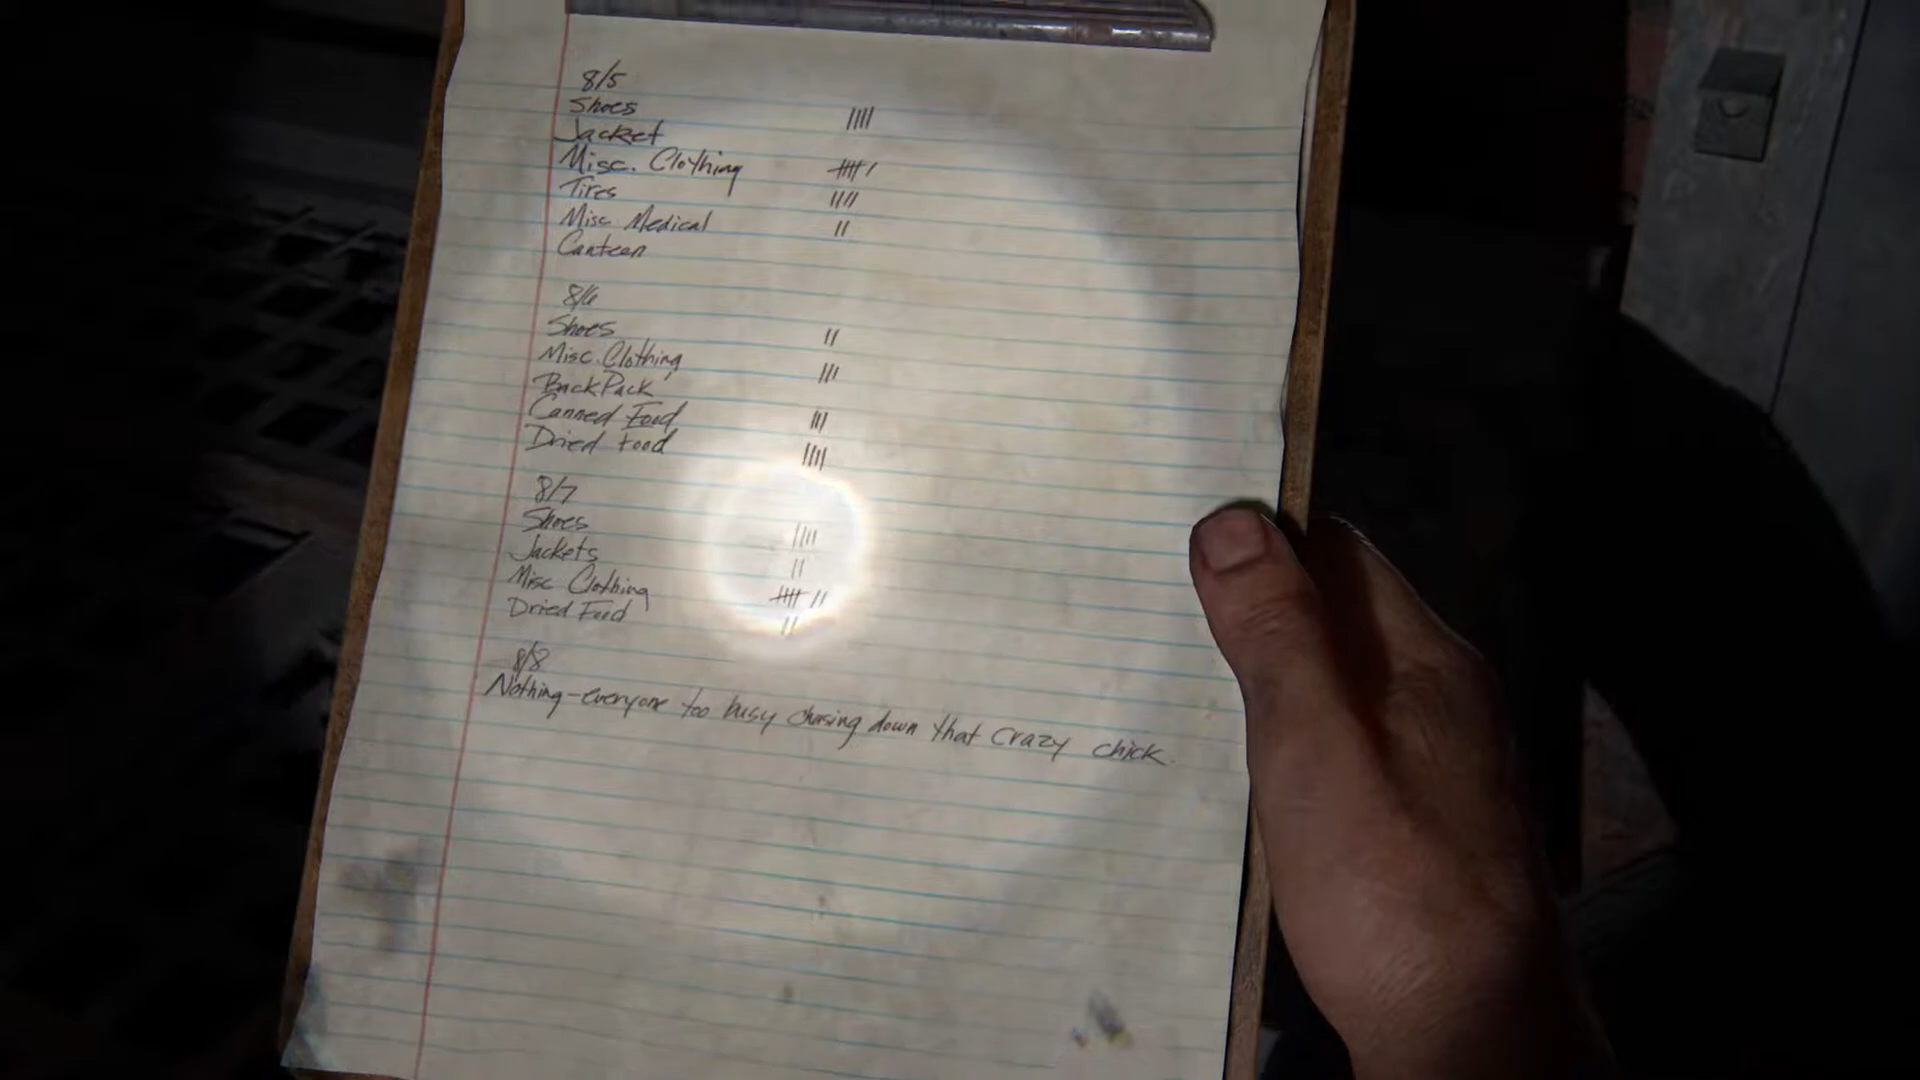 8/5
Shoes ||||
Jacket
Misc. Clothing 𝍸 |
Tires ||||
Misc Medical ||
Canteen
8/6
Shoes ||
Misc. Clothing |||
BackPack
Canned Food |||
Dried Food ||||
8/7
Shoes ||||
Jackets ||
Misc Clothing 𝍸 ||
Dried Food ||
8/8
Nothing - everyone too busy chasing down that crazy chick.